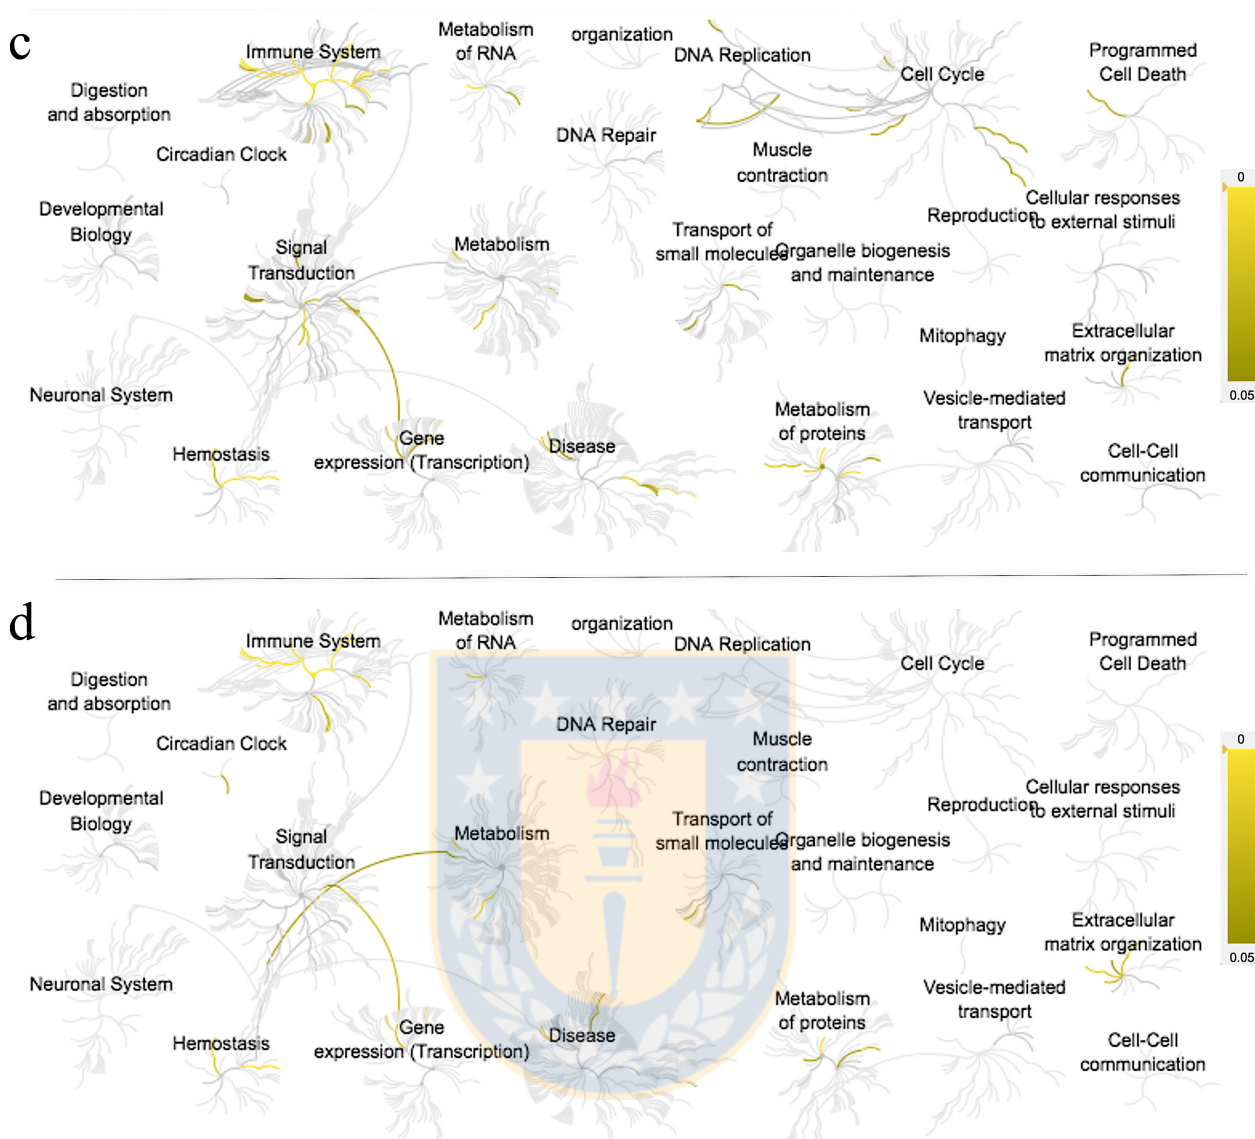 c
Immune System
Metabolism
of RNA
organization
DNA Replication
Cell Cycle
Programmed
Cell Death
Digestion
and absorption
Circadian Clock
DNA Repair
Muscle
contraction
0
Developmental
Biology
Signal
Transduction
Metabolism
Transport of
small molecules
Organelle biogenesis
and maintenance
Reproduction
Cellular responses
to external stimuli
Mitophagy
Extracellular
matrix organization
0.05
Neuronal System
Hemostasis
Gene
expression (Transcription)
Disease
Metabolism
of proteins
Vesicle-mediated
transport
Cell-Cell
communication
d
Immune System
Metabolism
of RNA
organization
DNA Replication
Cell Cycle
Programmed
Cell Death
Digestion
and absorption
Circadian Clock
DNA Repair
Muscle
contraction
0
Developmental
Biology
Signal
Transduction
Metabolism
Transport of
small molecules
Organelle biogenesis
and maintenance
Reproduction
Cellular responses
to external stimuli
Mitophagy
Extracellular
matrix organization
0.05
Neuronal System
Hemostasis
Gene
expression (Transcription)
Disease
Metabolism
of proteins
Vesicle-mediated
transport
Cell-Cell
communication